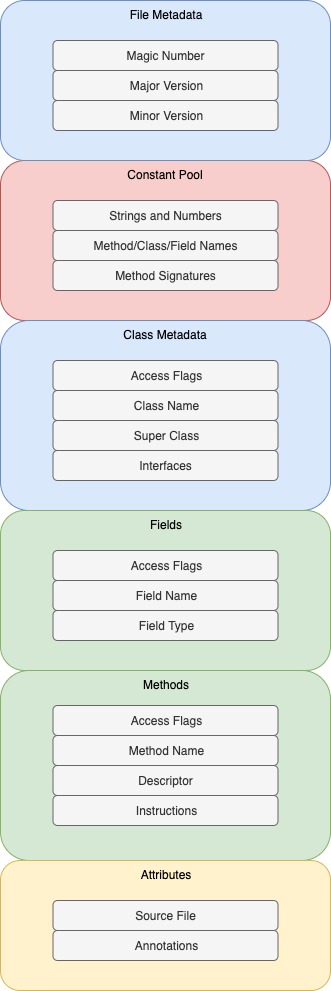 File Metadata
Magic Number
Major Version
Minor Version
Constant Pool
Strings and Numbers
Method/Class/Field Names
Method Signatures
Class Metadata
Access Flags
Class Name
Super Class
Interfaces
Fields
Access Flags
Field Name
Field Type
Methods
Access Flags
Method Name
Descriptor
Instructions
Attributes
Source File
Annotations